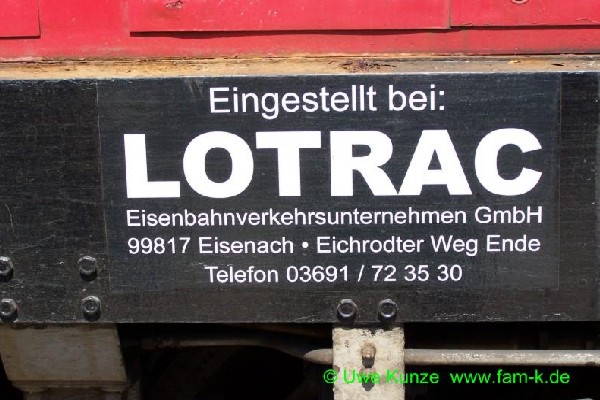 Eingestellt bei:
LOTRAC
Eisenbahnverkehrsunternehmen GmbH
99817 Eisenach • Eichrodter Weg Ende
Telefon 03691 / 72 35 30
© Uwe Kunze www.fam-k.de